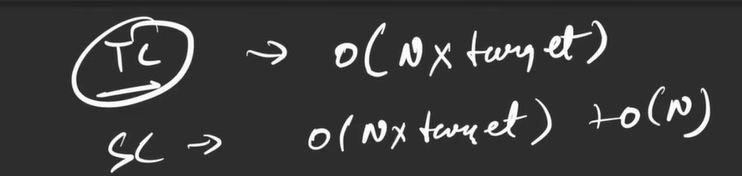 TC → O(N x target)
SC → O(N x target) + O(N)